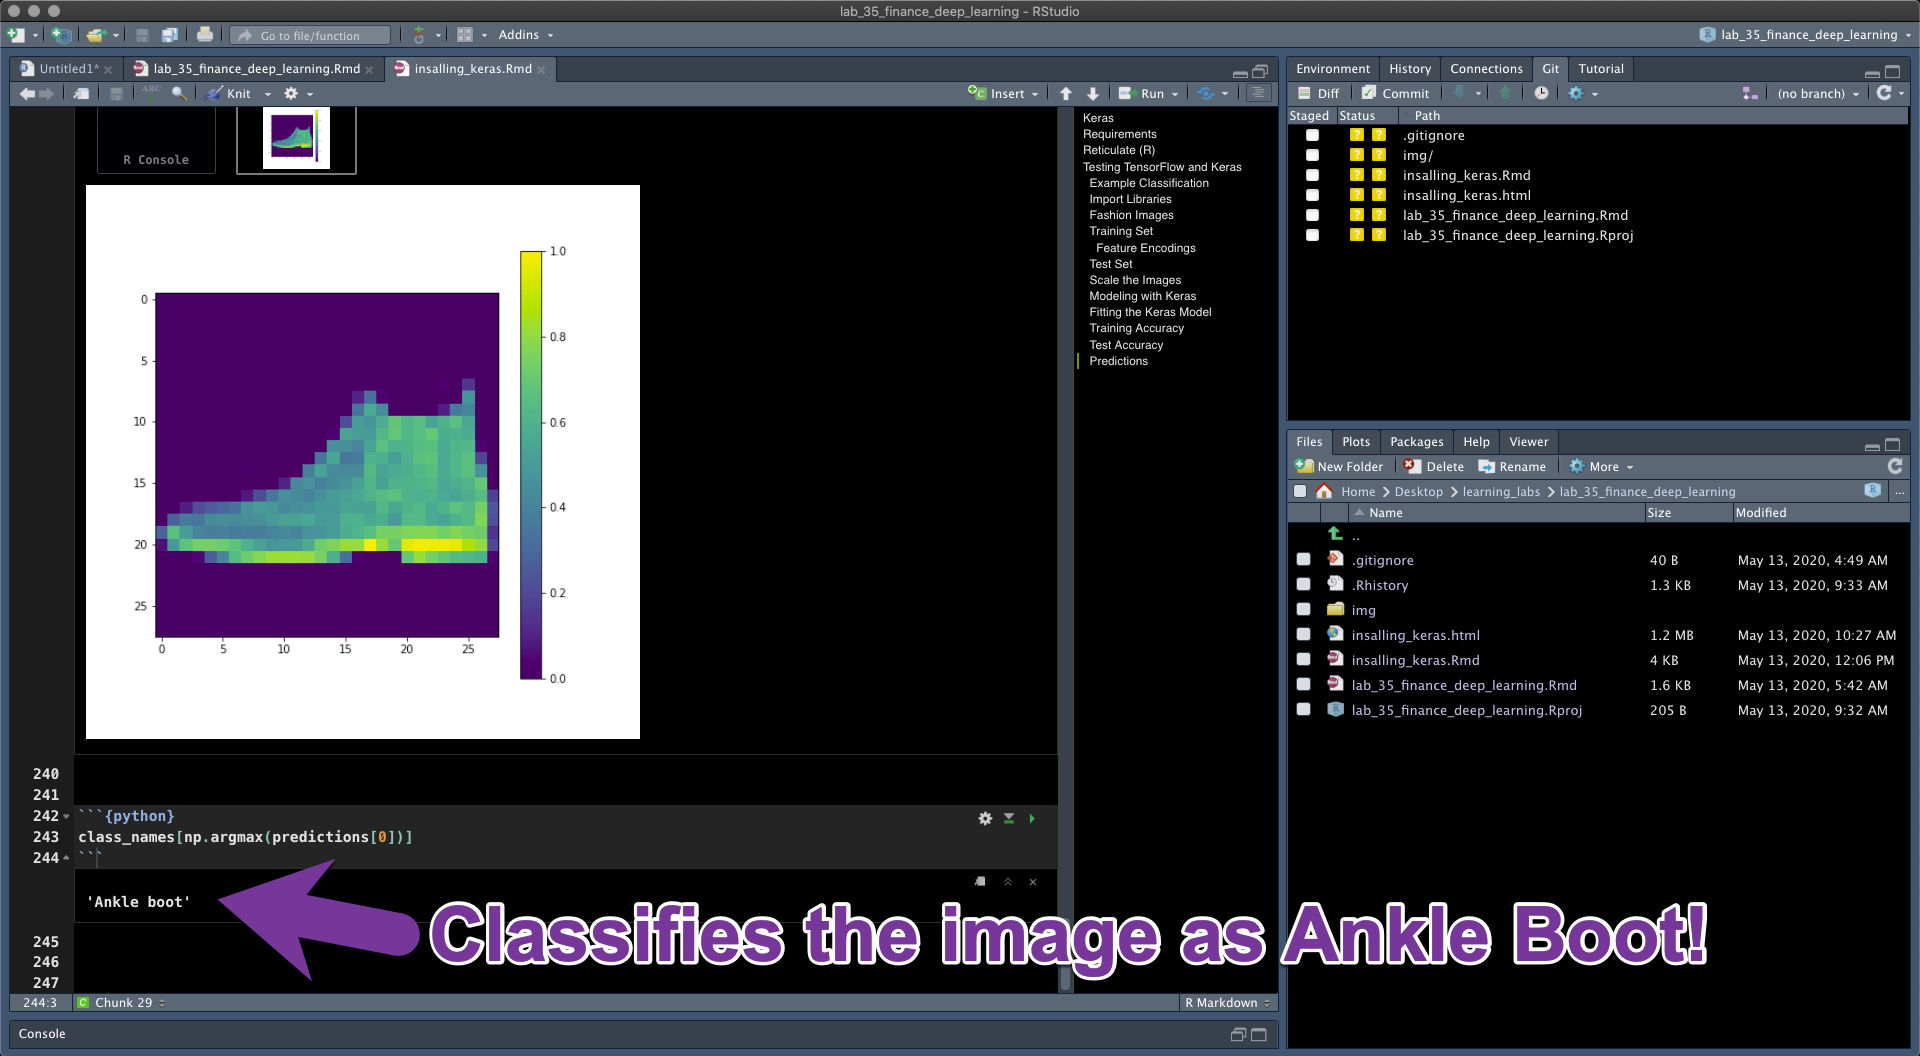 lab_35_finance_deep_learning - RStudio
Go to file/function
Addins
lab_35_finance_deep_learning
Untitled1*
lab_35_finance_deep_learning.Rmd
insalling_keras.Rmd
ABC
Knit
Insert
Run
R Console
Keras
Requirements
Reticulate (R)
Testing TensorFlow and Keras
Example Classification
Import Libraries
Fashion Images
Training Set
Feature Encodings
Test Set
Scale the Images
Modeling with Keras
Fitting the Keras Model
Training Accuracy
Test Accuracy
Predictions
1.0
0.8
0.6
0.4
0.2
0.0
0
5
10
15
20
25
0 5 10 15 20 25
240
241
242 ```{python}
243 class_names[np.argmax(predictions[0])]
244 ```
'Ankle boot'
Classifies the image as Ankle Boot!
245
246
247
244:3 C Chunk 29
R Markdown
Console
Environment History Connections Git Tutorial
Diff Commit (no branch)
Staged Status Path
? ? .gitignore
? ? img/
? ? insalling_keras.Rmd
? ? insalling_keras.html
? ? lab_35_finance_deep_learning.Rmd
? ? lab_35_finance_deep_learning.Rproj
Files Plots Packages Help Viewer
New Folder Delete Rename More
Home Desktop learning_labs lab_35_finance_deep_learning ...
Name Size Modified
..
.gitignore 40 B May 13, 2020, 4:49 AM
.Rhistory 1.3 KB May 13, 2020, 9:33 AM
img
insalling_keras.html 1.2 MB May 13, 2020, 10:27 AM
insalling_keras.Rmd 4 KB May 13, 2020, 12:06 PM
lab_35_finance_deep_learning.Rmd 1.6 KB May 13, 2020, 5:42 AM
lab_35_finance_deep_learning.Rproj 205 B May 13, 2020, 9:32 AM